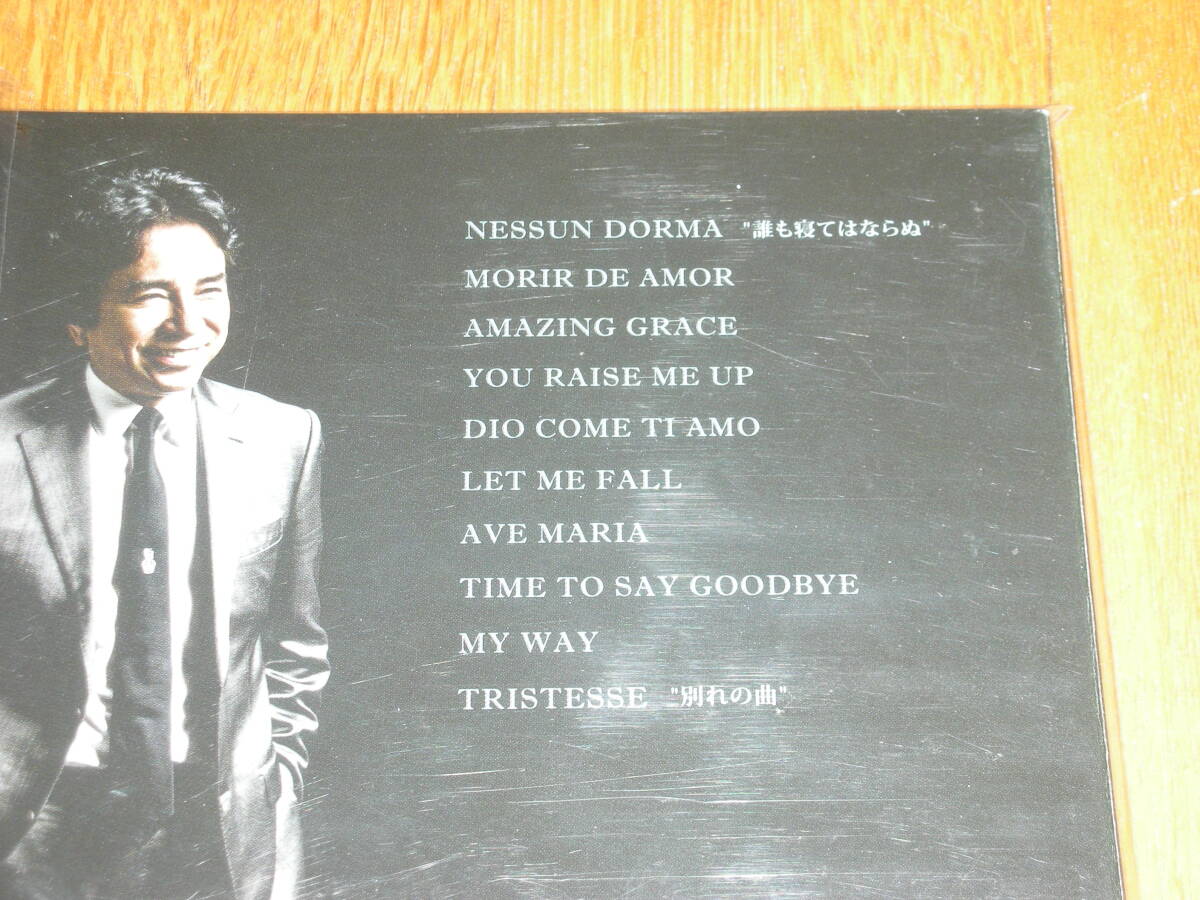 NESSUN DORMA "誰も寝てはならぬ"
MORIR DE AMOR
AMAZING GRACE
YOU RAISE ME UP
DIO COME TI AMO
LET ME FALL
AVE MARIA
TIME TO SAY GOODBYE
MY WAY
TRISTESSE "別れの曲"